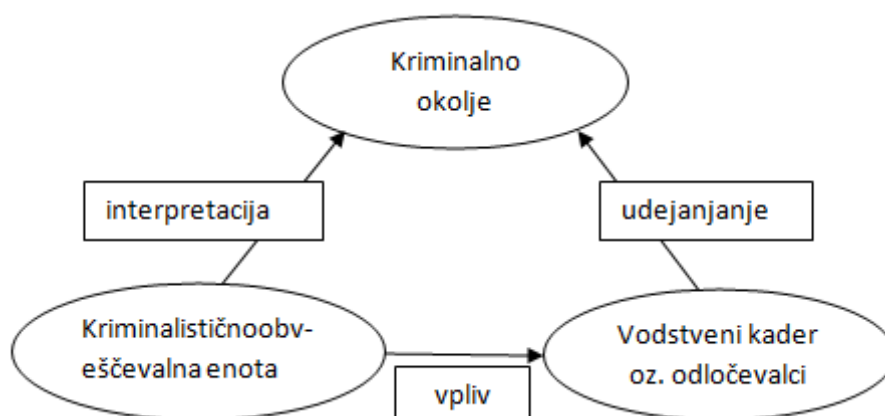 Kriminalno
okolje
interpretacija
udejanjanje
Kriminalističnoobv-
eščevalna enota
Vodstveni kader
oz. odločevalci
vpliv